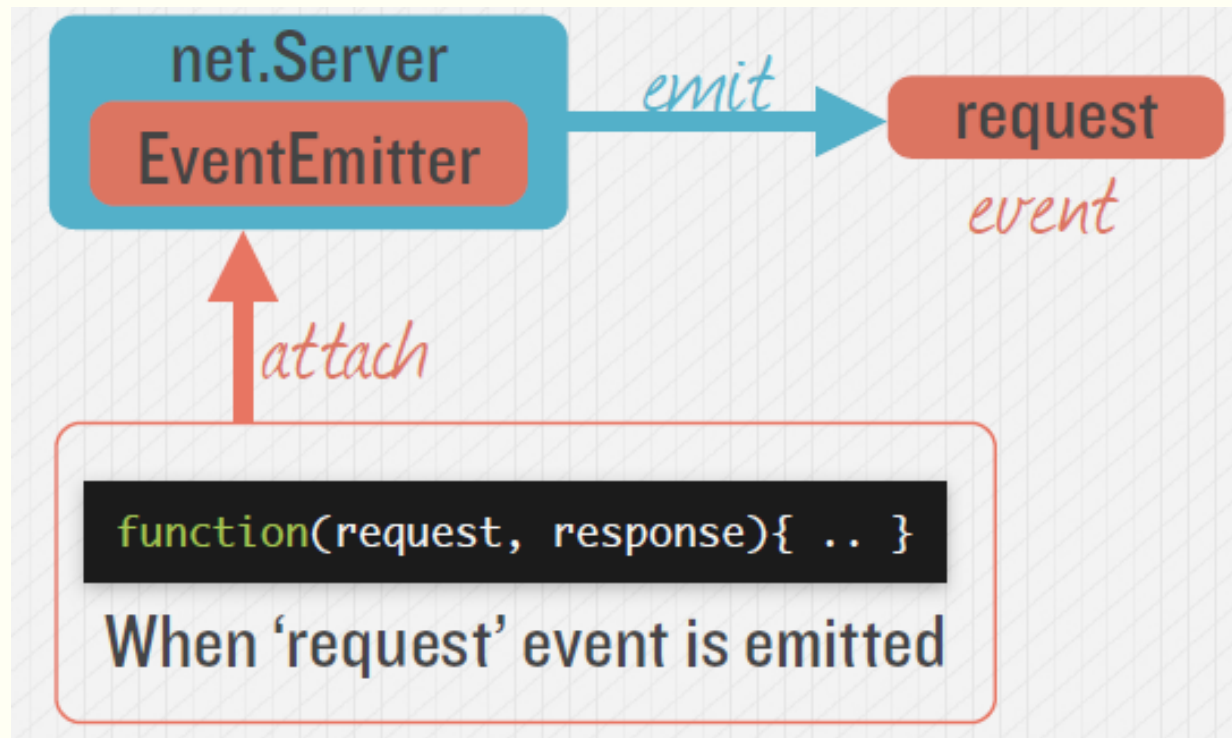 net.Server
EventEmitter
emit
request
event
attach
function(request, response){ .. }
When ‘request’ event is emitted